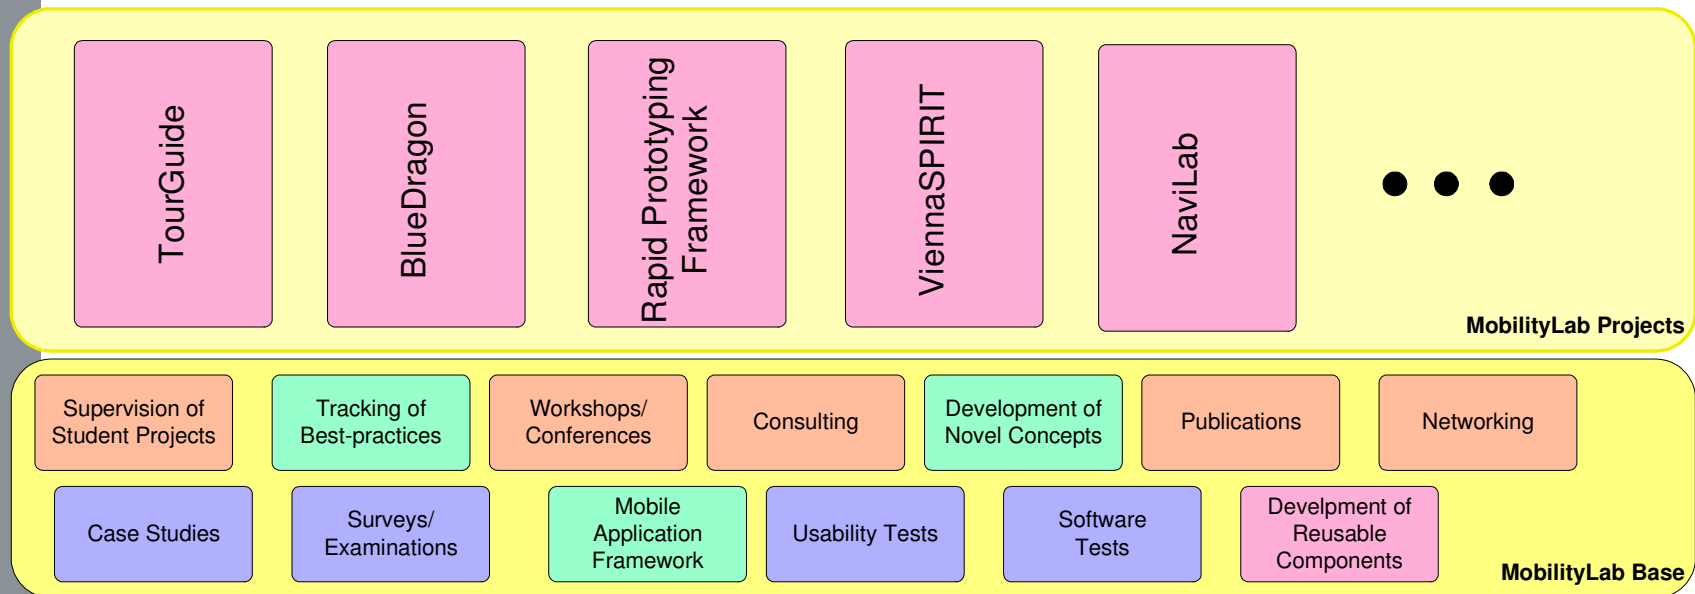 TourGuide
BlueDragon
Rapid Prototyping
Framework
ViennaSPIRIT
NaviLab
MobilityLab Projects
Supervision of
Student Projects
Tracking of
Best-practices
Workshops/
Conferences
Consulting
Development of
Novel Concepts
Publications
Networking
Case Studies
Surveys/
Examinations
Mobile
Application
Framework
Usability Tests
Software
Tests
Develpment of
Reusable
Components
MobilityLab Base